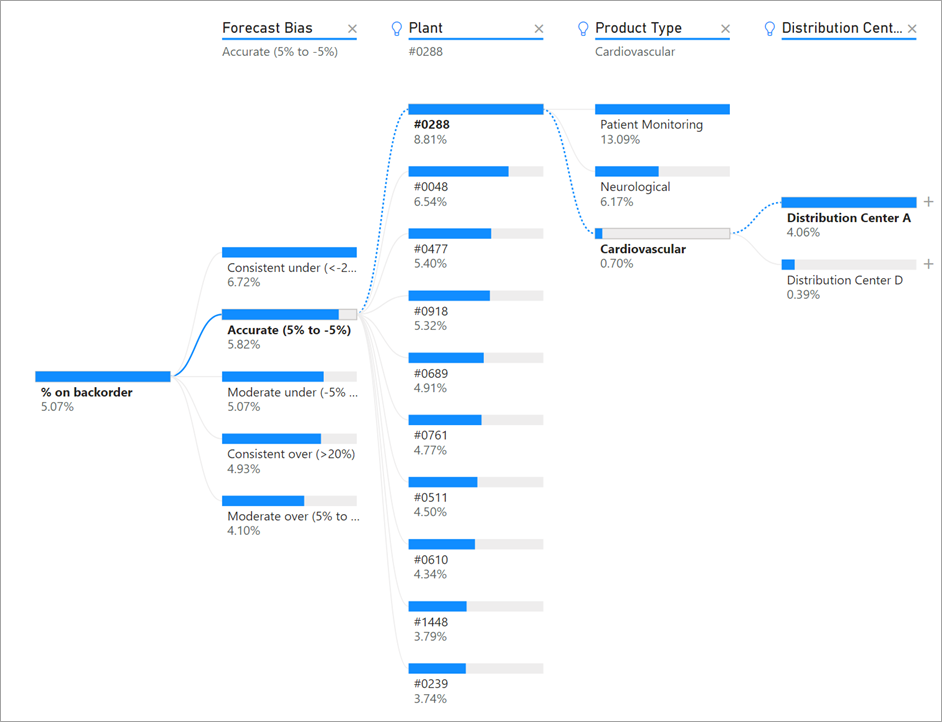 Forecast Bias
Accurate (5% to -5%)
Plant
#0288
Product Type
Cardiovascular
Distribution Cent...
% on backorder
5.07%
Consistent under (<-2...
6.72%
Accurate (5% to -5%)
5.82%
Moderate under (-5% ...
5.07%
Consistent over (>20%)
4.93%
Moderate over (5% to ...
4.10%
#0288
8.81%
#0048
6.54%
#0477
5.40%
#0918
5.32%
#0689
4.91%
#0761
4.77%
#0511
4.50%
#0610
4.34%
#1448
3.79%
#0239
3.74%
Patient Monitoring
13.09%
Neurological
6.17%
Cardiovascular
0.70%
Distribution Center A
4.06%
Distribution Center D
0.39%